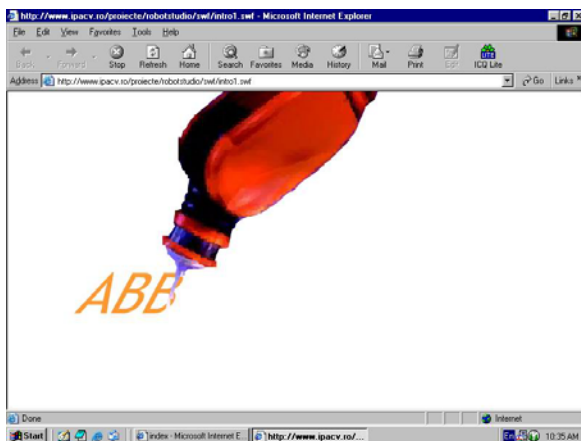 http://www.ipacv.ro/proiecte/robotstudio/swf/intro1.swf - Microsoft Internet Explorer
File Edit View Favorites Tools Help
Back Forward Stop Refresh Home Search Favorites Media History Mail Print Edit ICQ Lite
Address http://www.ipacv.ro/proiecte/robotstudio/swf/intro1.swf Go Links »
ABB
Done Internet
Start index - Microsoft Internet E... http://www.ipacv.ro/... En 10:35 AM